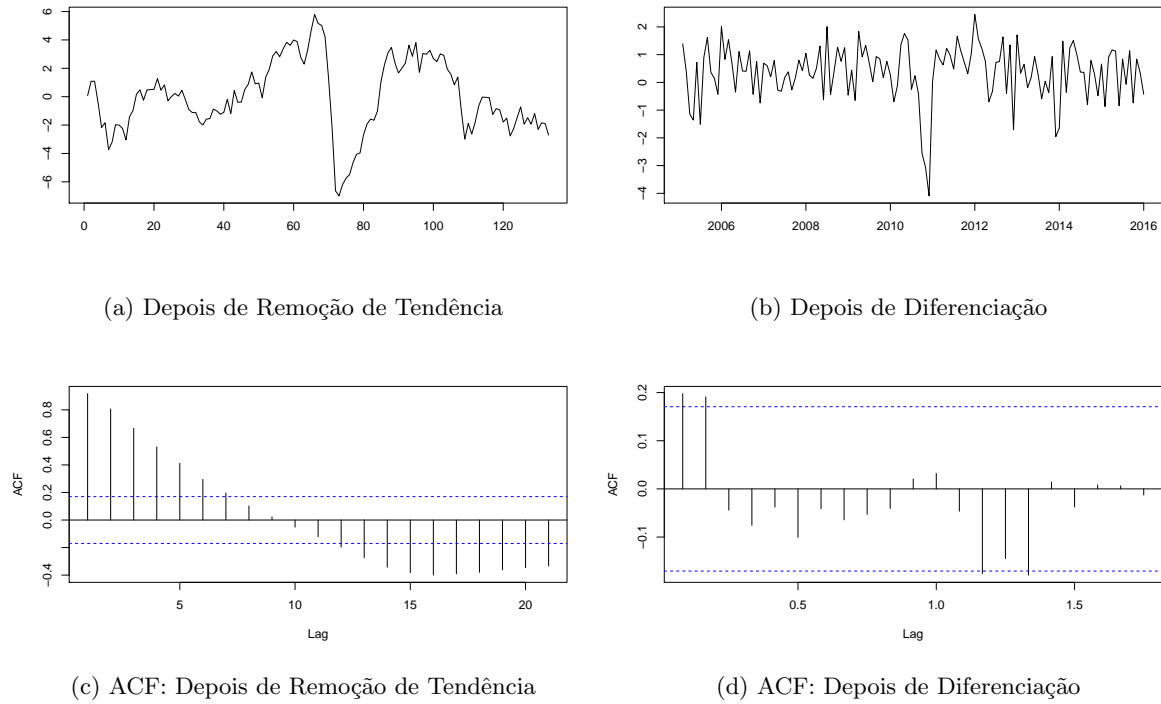 6
4
2
0
−2
−4
−6
0 20 40 60 80 100 120
(a) Depois de Remoção de Tendência
2
1
0
−1
−2
−3
−4
2006 2008 2010 2012 2014 2016
(b) Depois de Diferenciação
ACF
0.8
0.6
0.4
0.2
0.0
−0.4
5 10 15 20
Lag
(c) ACF: Depois de Remoção de Tendência
ACF
0.2
0.1
0.0
−0.1
0.5 1.0 1.5
Lag
(d) ACF: Depois de Diferenciação